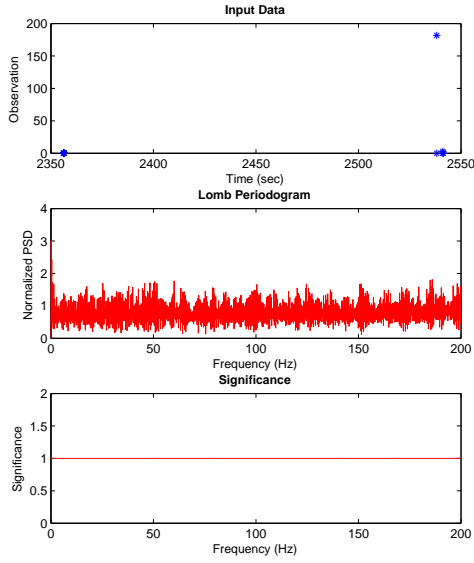 Input Data
200
150
100
50
0
Observation
2350 2400 2450 2500 2550
Time (sec)
Lomb Periodogram
4
3
2
1
0
Normalized PSD
0 50 100 150 200
Frequency (Hz)
Significance
2
1.5
1
0.5
0
Significance
0 50 100 150 200
Frequency (Hz)